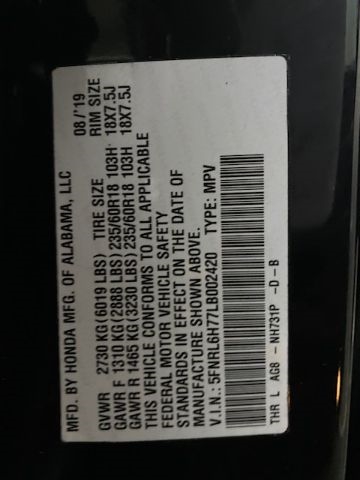 MFD. BY HONDA MFG. OF ALABAMA, LLC 08/'19
TIRE SIZE RIM SIZE
GVWR 2730 KG(6019 LBS)
GAWR F 1310 KG(2888 LBS) 235/60R18 103H 18X7.5J
GAWR R 1465 KG(3230 LBS) 235/60R18 103H 18X7.5J
THIS VEHICLE CONFORMS TO ALL APPLICABLE
FEDERAL MOTOR VEHICLE SAFETY
STANDARDS IN EFFECT ON THE DATE OF
MANUFACTURE SHOWN ABOVE.
V.I.N.: 5FNRL6H77LB002420 TYPE: MPV
THR L AG8 -NH731P -D-B